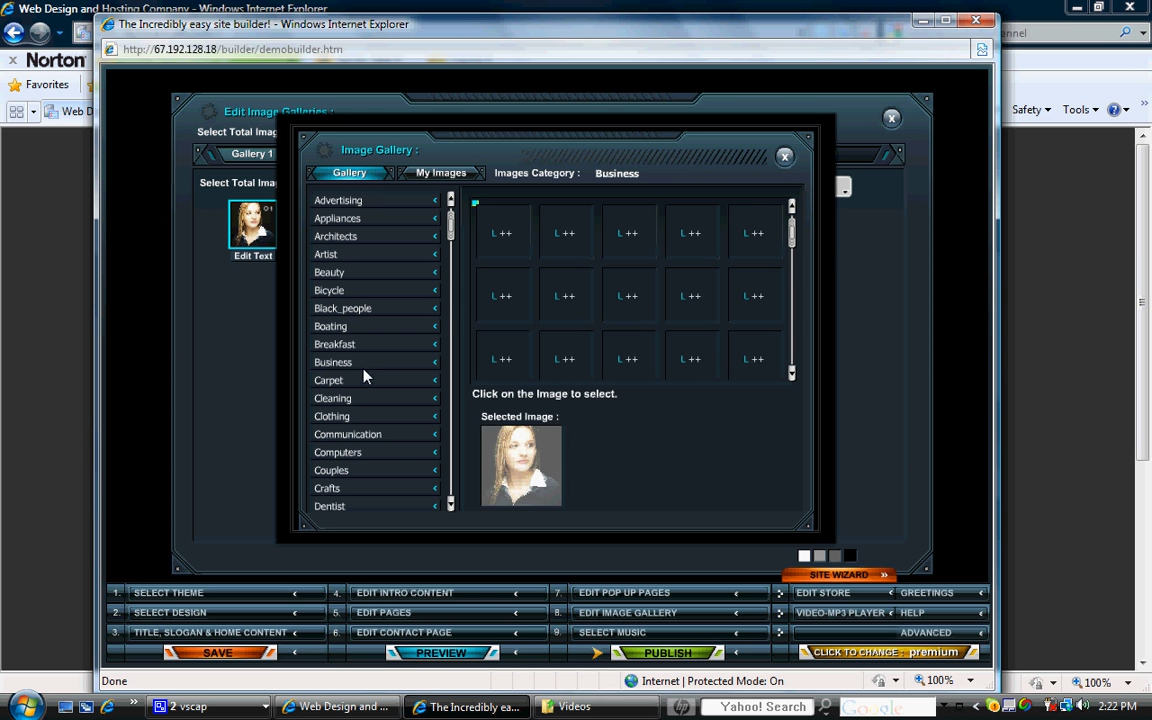 Web Design and Hosting Company - Windows Internet Explorer
The Incredibly easy site builder! - Windows Internet Explorer
http://67.192.128.18/builder/demobuilder.htm
Norton
Favorites
Web D
Safety
Tools
Edit Image Galleries :
Select Total Imag
Gallery 1
Select Total Imag
01
Edit Text
Image Gallery :
Gallery
My Images
Images Category :
Business
Advertising
Appliances
Architects
Artist
Beauty
Bicycle
Black_people
Boating
Breakfast
Business
Carpet
Cleaning
Clothing
Communication
Computers
Couples
Crafts
Dentist
L ++ L ++ L ++ L ++ L ++
L ++ L ++ L ++ L ++ L ++
L ++ L ++ L ++ L ++ L ++
Click on the Image to select.
Selected Image :
SITE WIZARD
1. SELECT THEME
4. EDIT INTRO CONTENT
7. EDIT POP UP PAGES
EDIT STORE
GREETINGS
2. SELECT DESIGN
5. EDIT PAGES
8. EDIT IMAGE GALLERY
VIDEO-MP3 PLAYER
HELP
3. TITLE, SLOGAN & HOME CONTENT
6. EDIT CONTACT PAGE
9. SELECT MUSIC
ADVANCED
SAVE
PREVIEW
PUBLISH
CLICK TO CHANGE : premium
Done
Internet | Protected Mode: On
100%
100%
2 vscap
Web Design and ...
The Incredibly ea...
Videos
Yahoo! Search
Google
2:22 PM